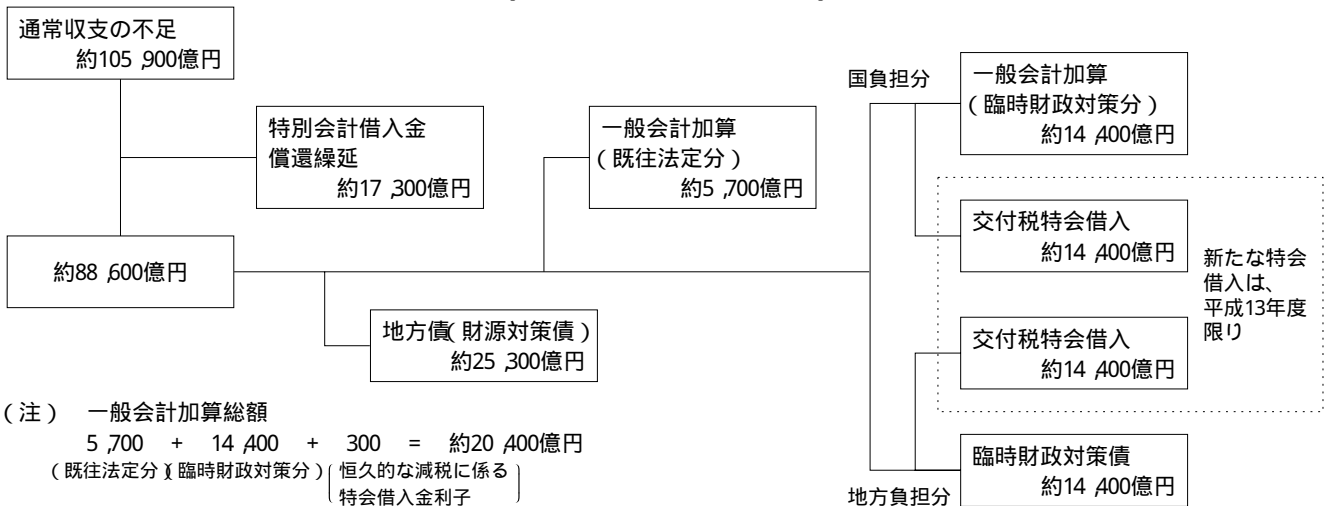 通常収支の不足
約105,900億円
特別会計借入金
償還繰延
約17,300億円
一般会計加算
(既往法定分)
約5,700億円
国負担分
一般会計加算
(臨時財政対策分)
約14,400億円
交付税特会借入
約14,400億円
新たな特会
借入は、
平成13年度
限り
約88,600億円
地方債(財源対策債)
約25,300億円
交付税特会借入
約14,400億円
臨時財政対策債
約14,400億円
地方負担分
(注) 一般会計加算総額
5,700 + 14,400 + 300 = 約20,400億円
(既往法定分)(臨時財政対策分)(恒久的な減税に係る
特会借入金利子)